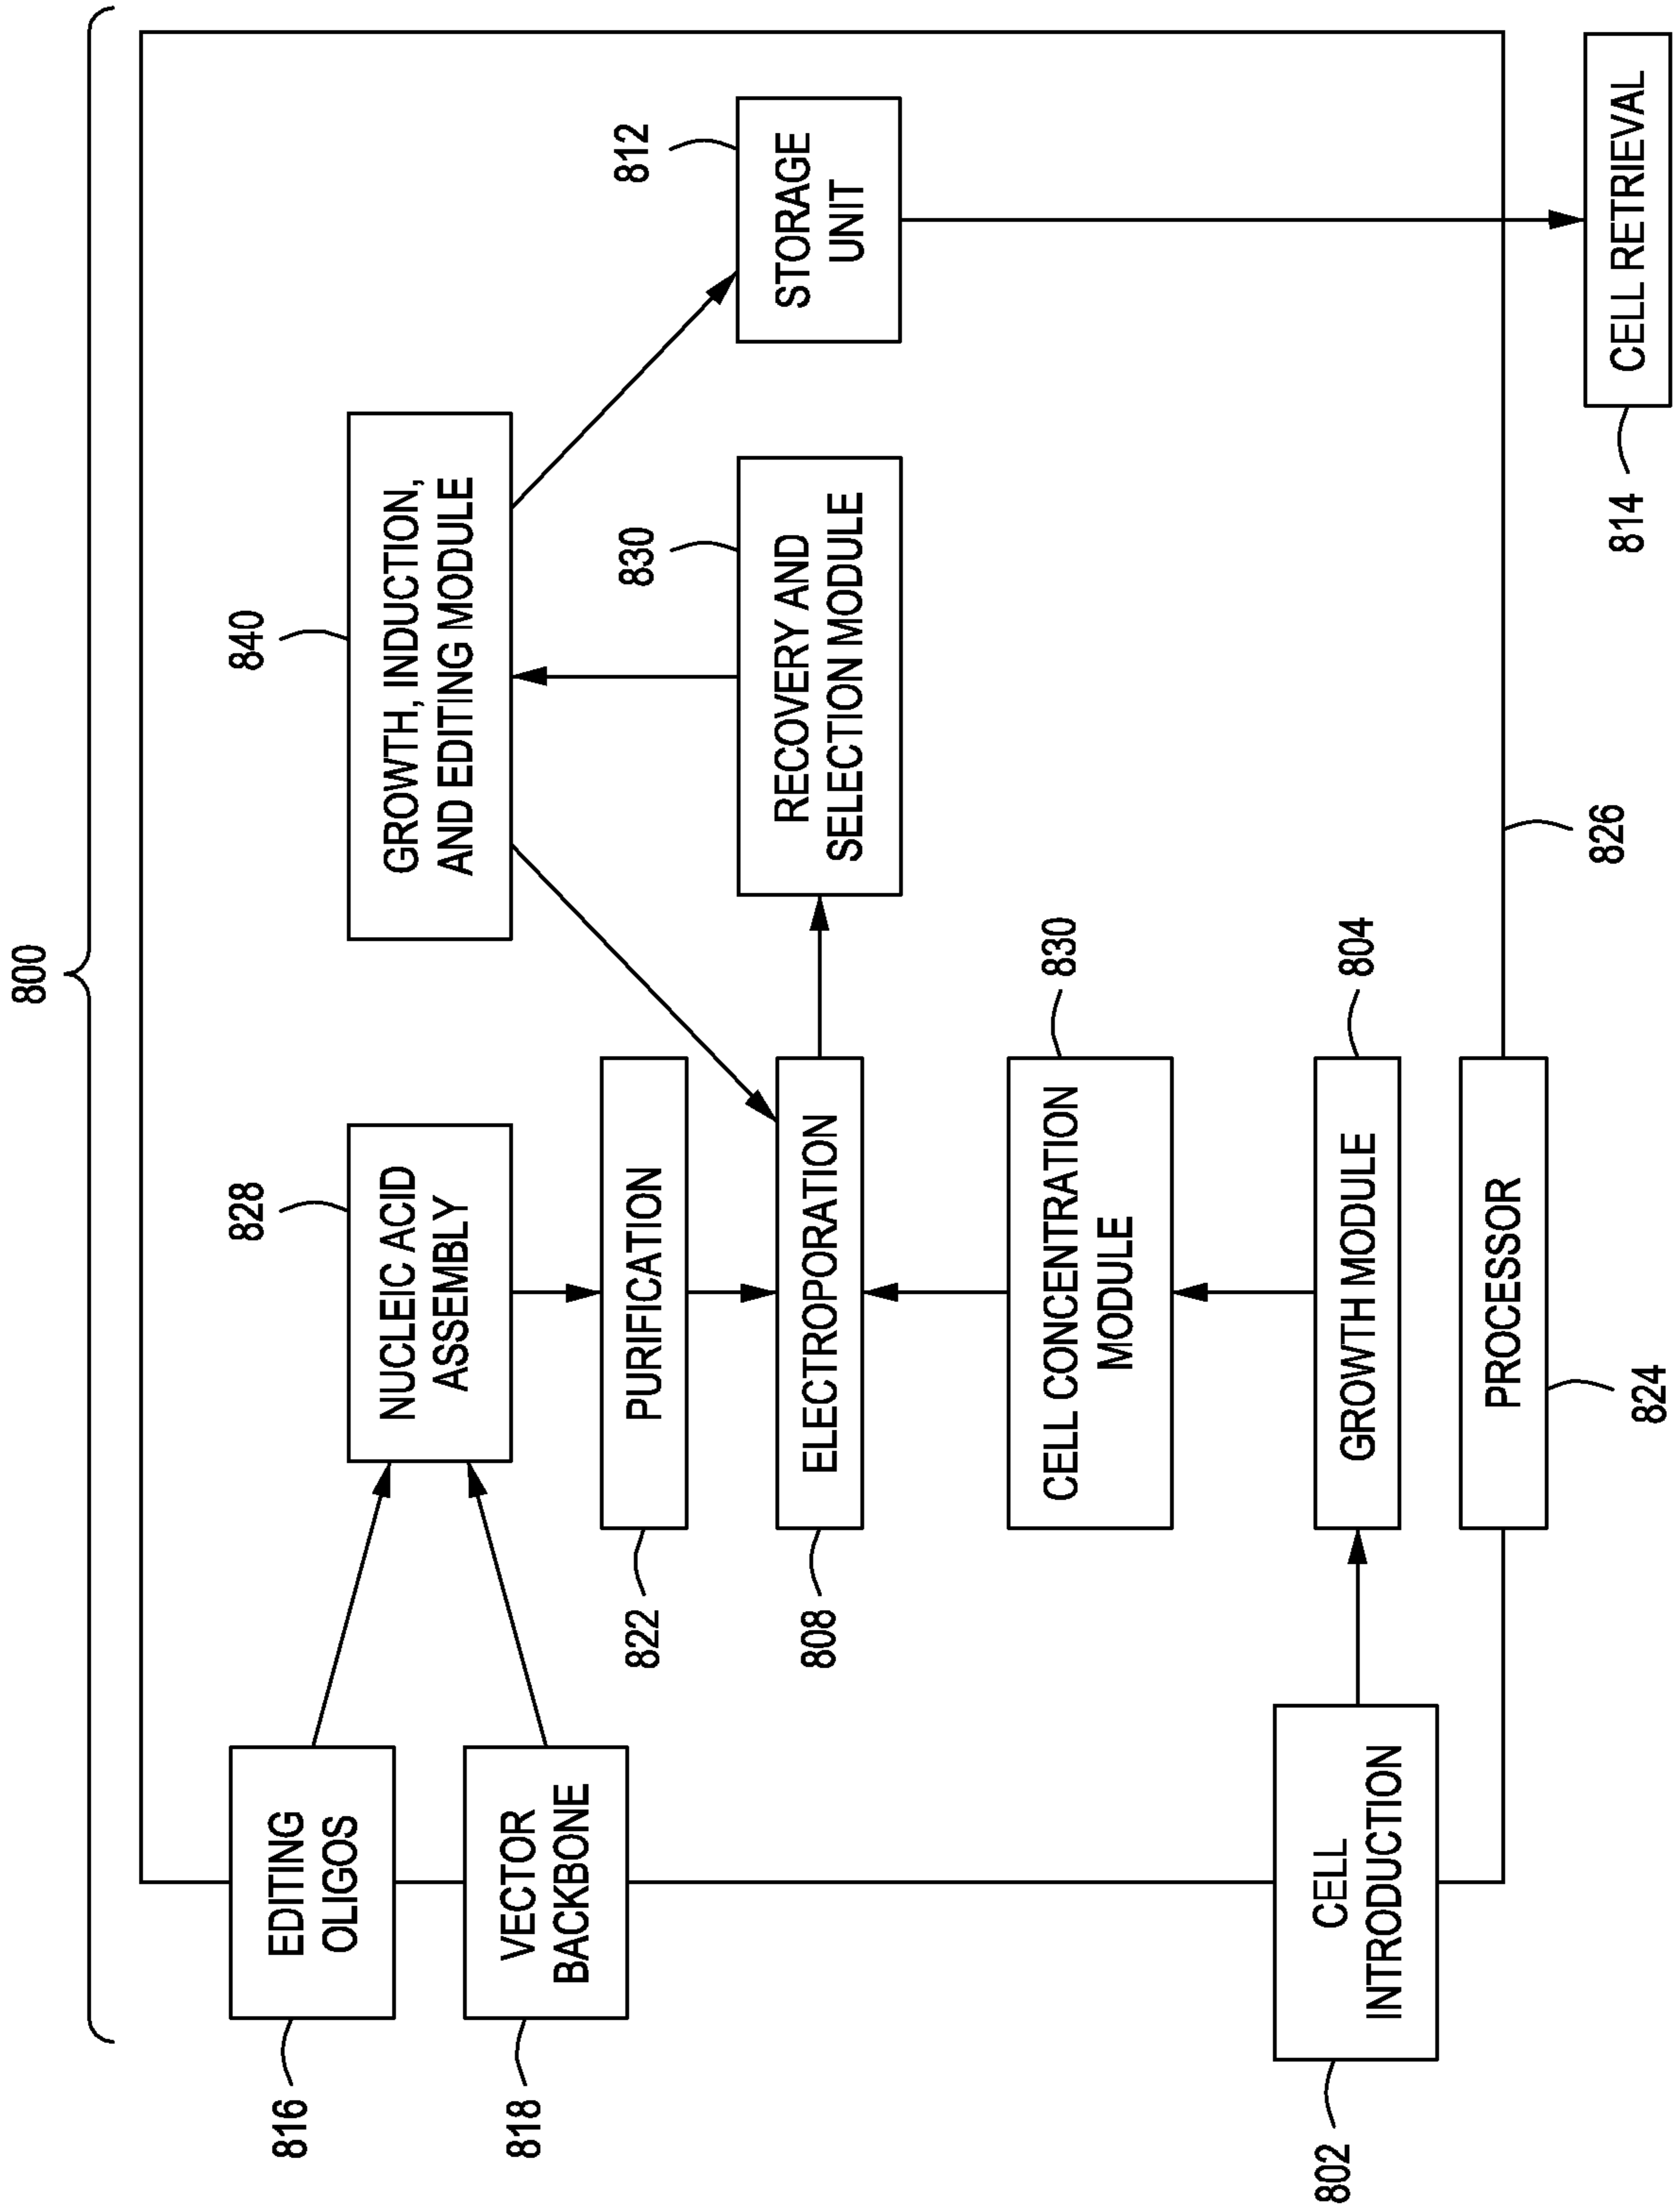 800
816
EDITING
OLIGOS
818
VECTOR
BACKBONE
828
NUCLEIC ACID
ASSEMBLY
840
GROWTH, INDUCTION,
AND EDITING MODULE
822
PURIFICATION
808
ELECTROPORATION
830
RECOVERY AND
SELECTION MODULE
812
STORAGE
UNIT
CELL CONCENTRATION
MODULE
830
802
CELL
INTRODUCTION
GROWTH MODULE
804
PROCESSOR
824
826
814
CELL RETRIEVAL